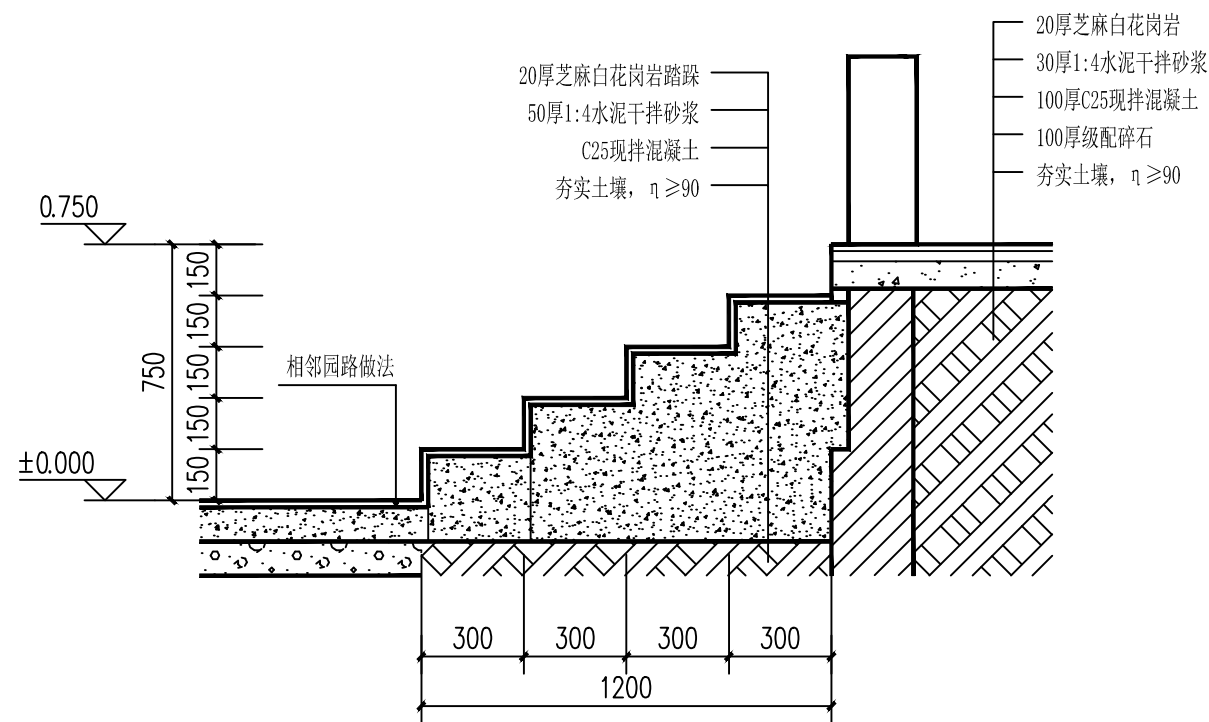 20厚芝麻白花岗岩踏跺
50厚1:4水泥干拌砂浆
C25现拌混凝土
夯实土壤，η≥90
20厚芝麻白花岗岩
30厚1:4水泥干拌砂浆
100厚C25现拌混凝土
100厚级配碎石
夯实土壤，η≥90
0.750
150
150
150
150
150
750
±0.000
相邻园路做法
300
300
300
300
1200